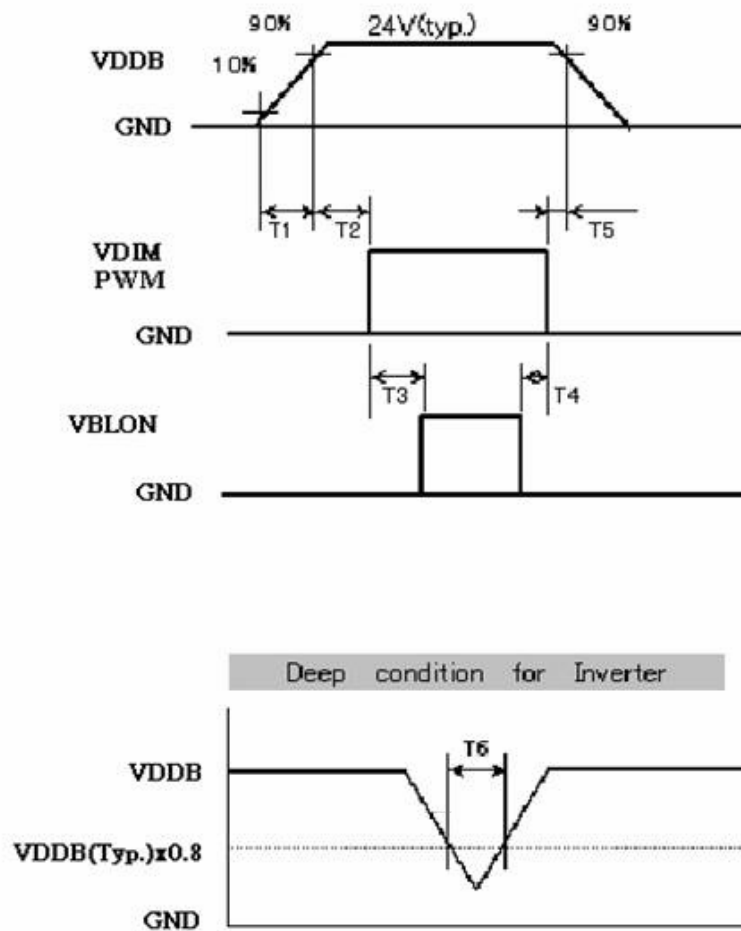 90% 24V(typ.) 90%
VDDB
10%
GND
T1 T2 T5
VDIM
PWM
GND
T3 T4
VBLON
GND
Deep condition for Inverter
T6
VDDB
VDDB(Typ.)x0.8
GND